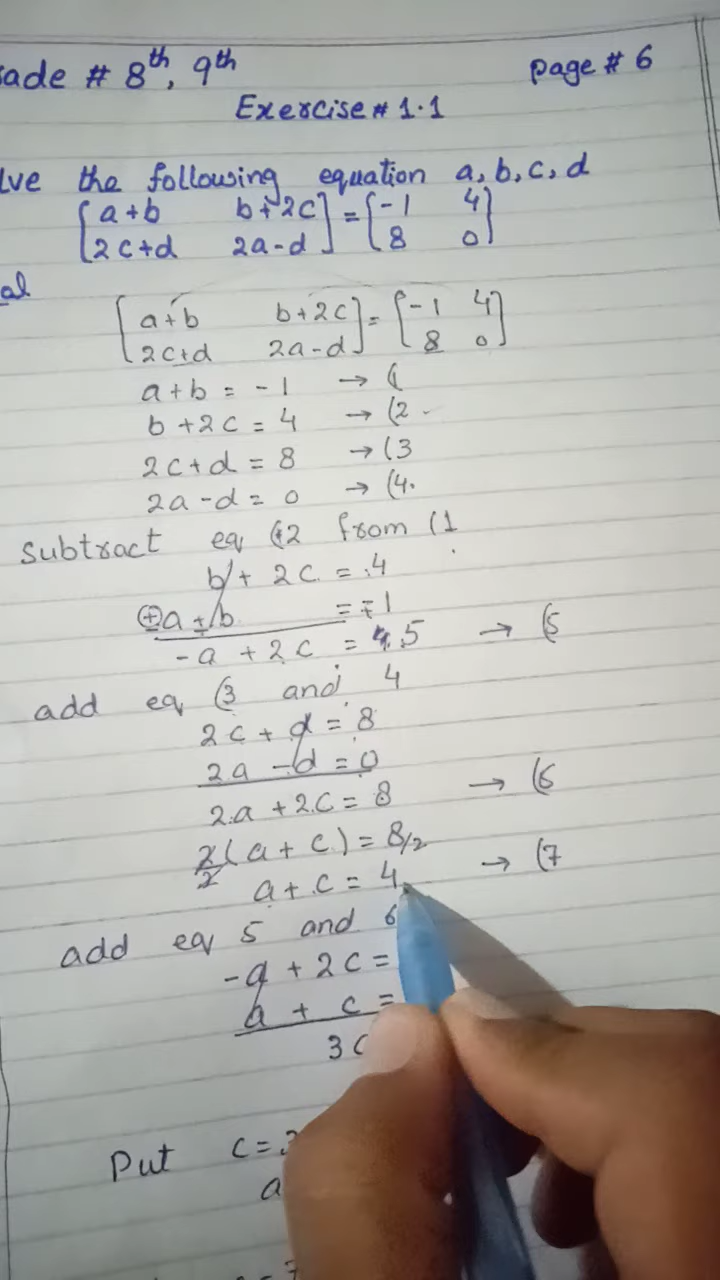 ade # 8th, 9th page # 6
Exercise # 1.1
lve the following equation a, b, c, d
[a+b b+2c] = [-1 4]
[2c+d 2a-d] [8 0]
al
[a+b b+2c] = [-1 4]
[2c+d 2a-d] [8 0]
a+b = -1 → (1
b+2c = 4 → (2
2c+d = 8 → (3
2a-d = 0 → (4.
Subtract eq (2 from (1
b + 2c = 4
±a ± b = ∓1
-a + 2c = 5 → (5
add eq (3 and 4
2c + d = 8
2a - d = 0
2a + 2c = 8 → (6
2/2 (a + c) = 8/2
a + c = 4 → (7
add eq 5 and 6
-a + 2c =
a + c =
3c
Put c =
a